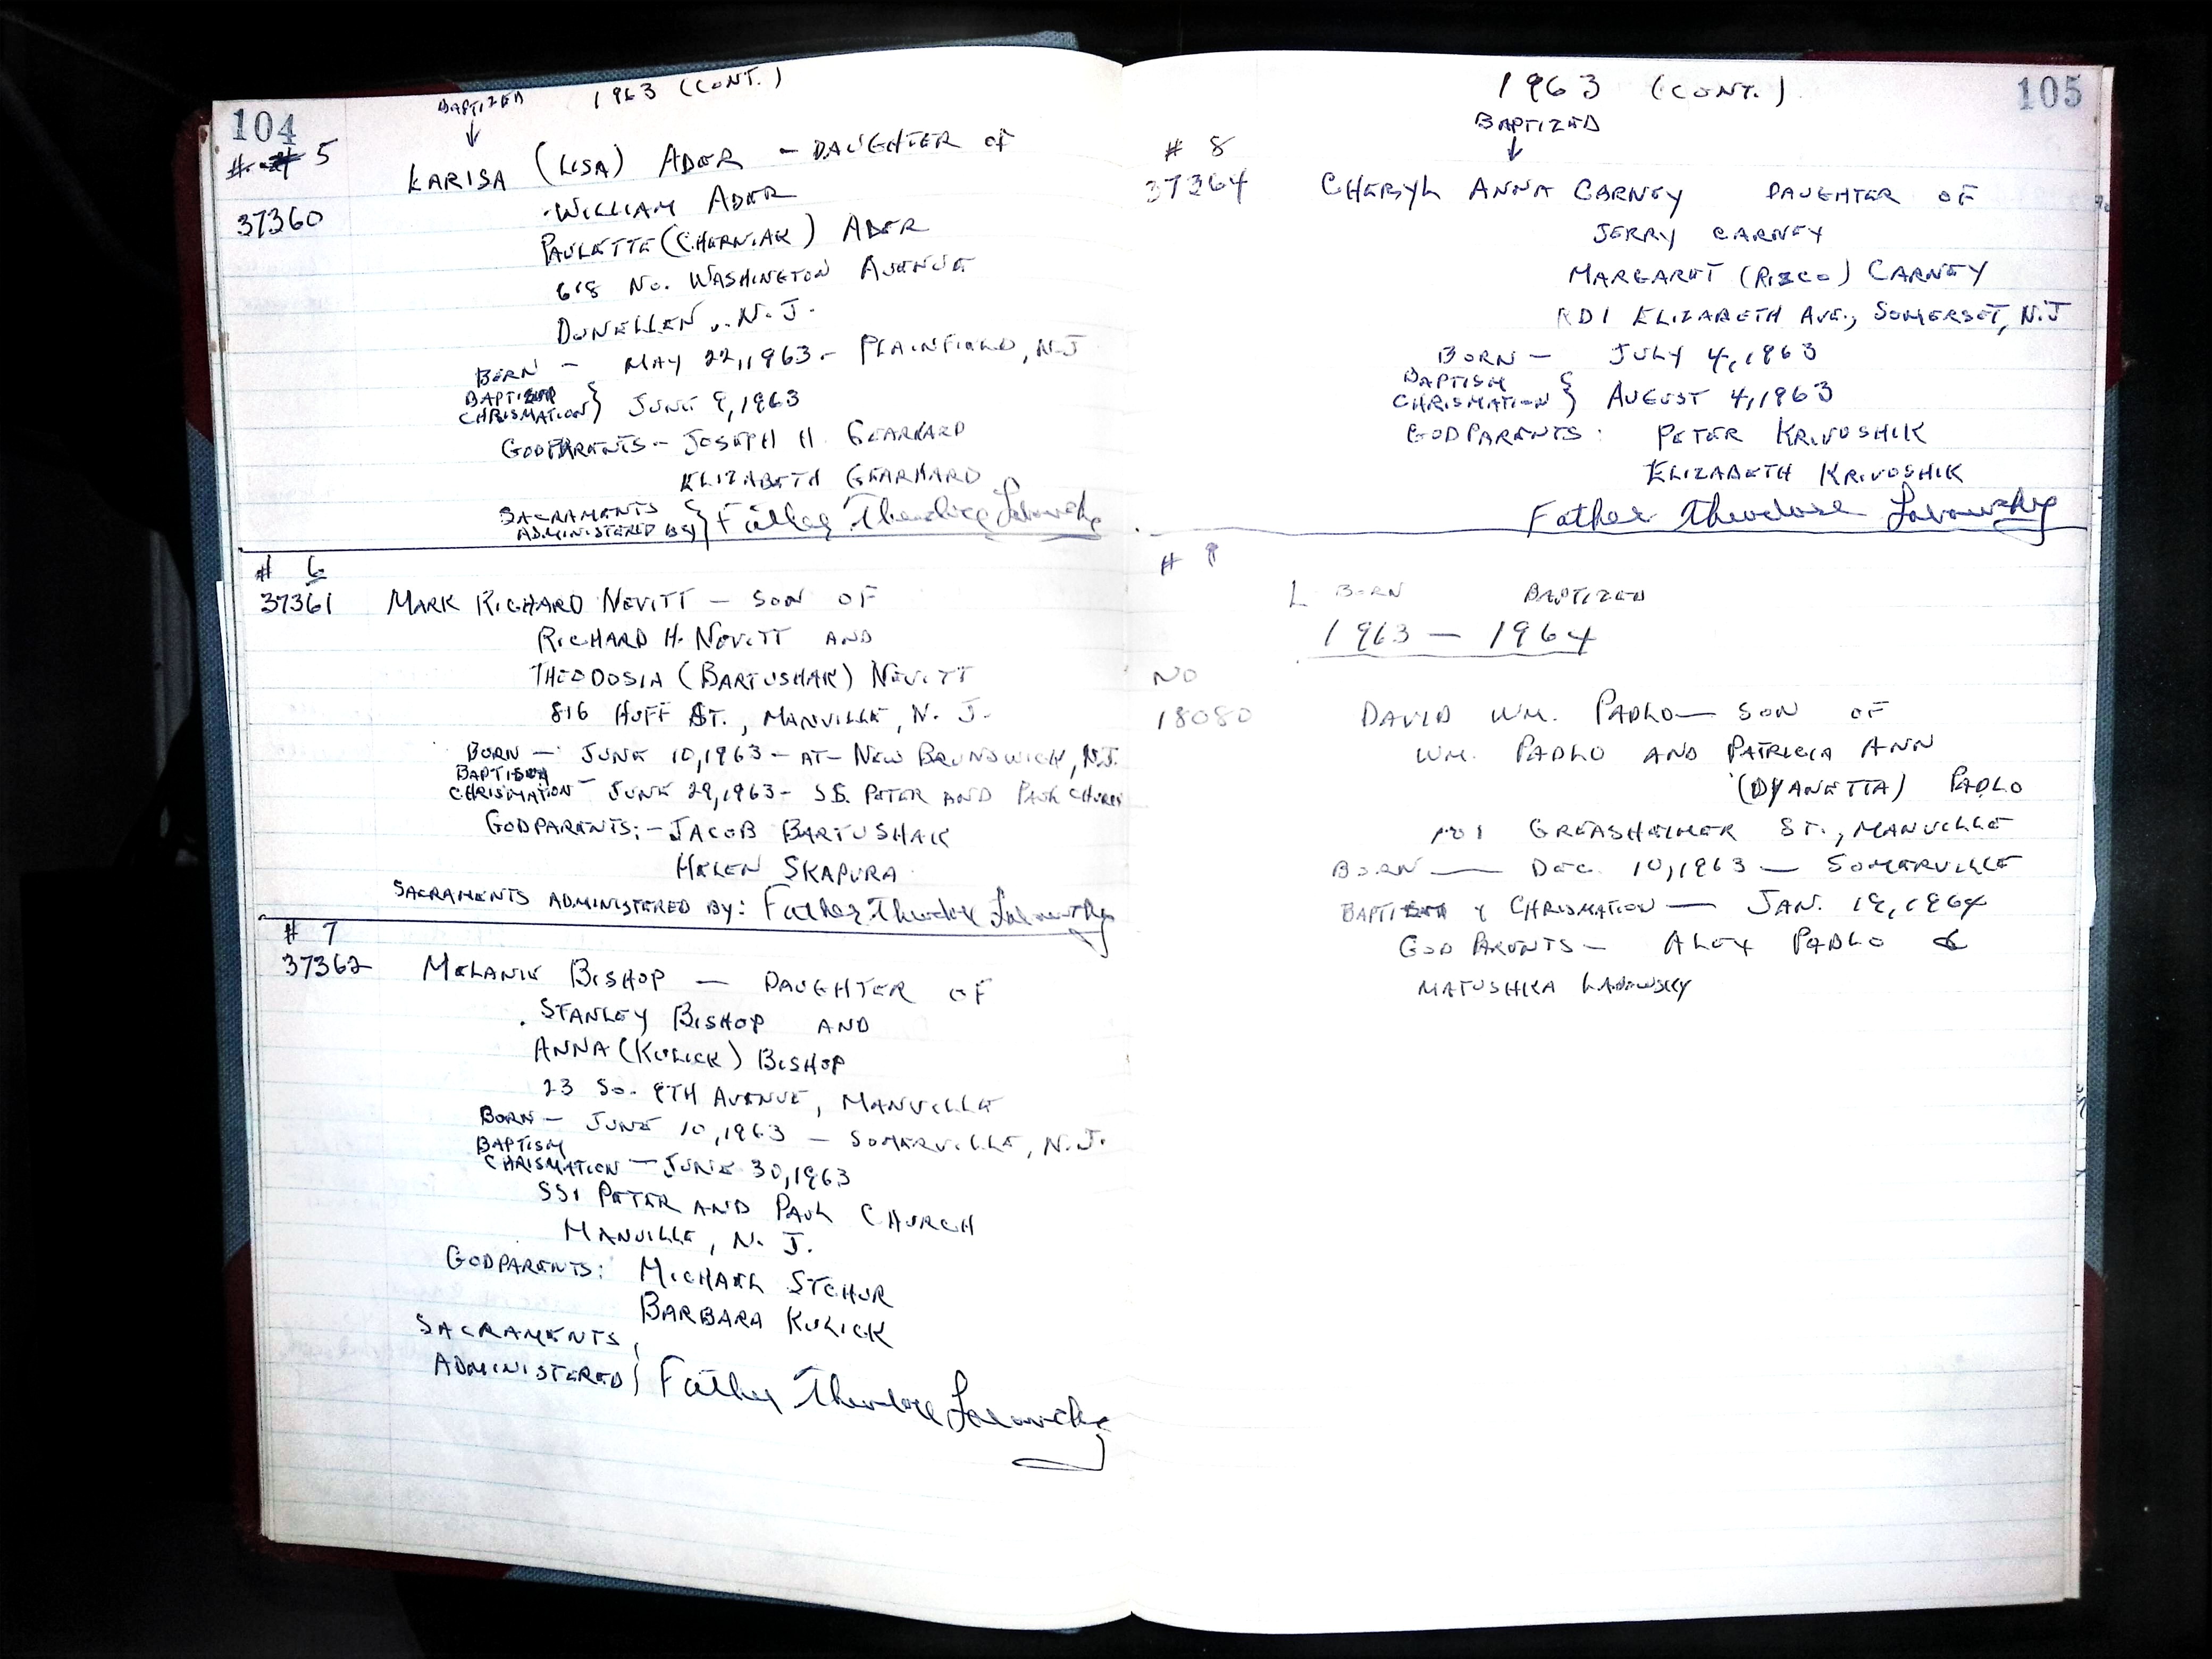 104
BAPTIZED 1963 (CONT.)
# 5
LARISA (LISA) ADER - DAUGHTER OF
37360
WILLIAM ADER
PAULETTE (CHERNIAK) ADER
618 NO. WASHINGTON AVENUE
DUNELLEN, N.J.
BORN - MAY 22, 1963 - PLAINFIELD, N.J
BAPTISM
CHRISMATION } JUNE 9, 1963
GODPARENTS - JOSEPH H. GEARHARD
ELIZABETH GEARHARD
SACRAMENTS
ADMINISTERED BY } Father Theodore Labowsky
# 6
37361 MARK RICHARD NEVITT - SON OF
RICHARD H. NEVITT AND
THEODOSIA (BARTUSHAK) NEVITT
816 HUFF ST., MANVILLE, N. J.
BORN - JUNE 10, 1963 - AT - NEW BRUNSWICK, N.J.
BAPTISM
CHRISMATION - JUNE 29, 1963 - SS. PETER AND PAUL CHURCH
GODPARENTS: - JACOB BARTUSHAK
HELEN SKAPURA
SACRAMENTS ADMINISTERED BY: Father Theodore Labowsky
# 7
37362 MELANIE BISHOP - DAUGHTER OF
STANLEY BISHOP AND
ANNA (KULICK) BISHOP
23 SO. 9TH AVENUE, MANVILLE
BORN - JUNE 10, 1963 - SOMERVILLE, N.J.
BAPTISM
CHRISMATION - JUNE 30, 1963
SS. PETER AND PAUL CHURCH
MANVILLE, N. J.
GODPARENTS: MICHAEL STCHUR
BARBARA KULICK
SACRAMENTS
ADMINISTERED } Father Theodore Labowsky
1963 (CONT.) 105
BAPTIZED
# 8
37364 CHERYL ANNA CARNEY DAUGHTER OF
JERRY CARNEY
MARGARET (RIZCO) CARNEY
RD1 ELIZABETH AVE., SOMERSET, N.J
BORN - JULY 4, 1963
BAPTISM
CHRISMATION } AUGUST 4, 1963
GODPARENTS: PETER KRIVOSHIK
ELIZABETH KRIVOSHIK
Father Theodore Labowsky
# 9
BORN BAPTIZED
1963 - 1964
NO
18080 DAVID WM. PADLO - SON OF
WM. PADLO AND PATRICIA ANN
(DYANETTA) PADLO
GREASHEIMER ST., MANVILLE
BORN - DEC. 10, 1963 - SOMERVILLE
BAPTISM & CHRISMATION - JAN. 19, 1964
GOD PARENTS - ALEX PADLO &
MATUSHKA LABOWSKY